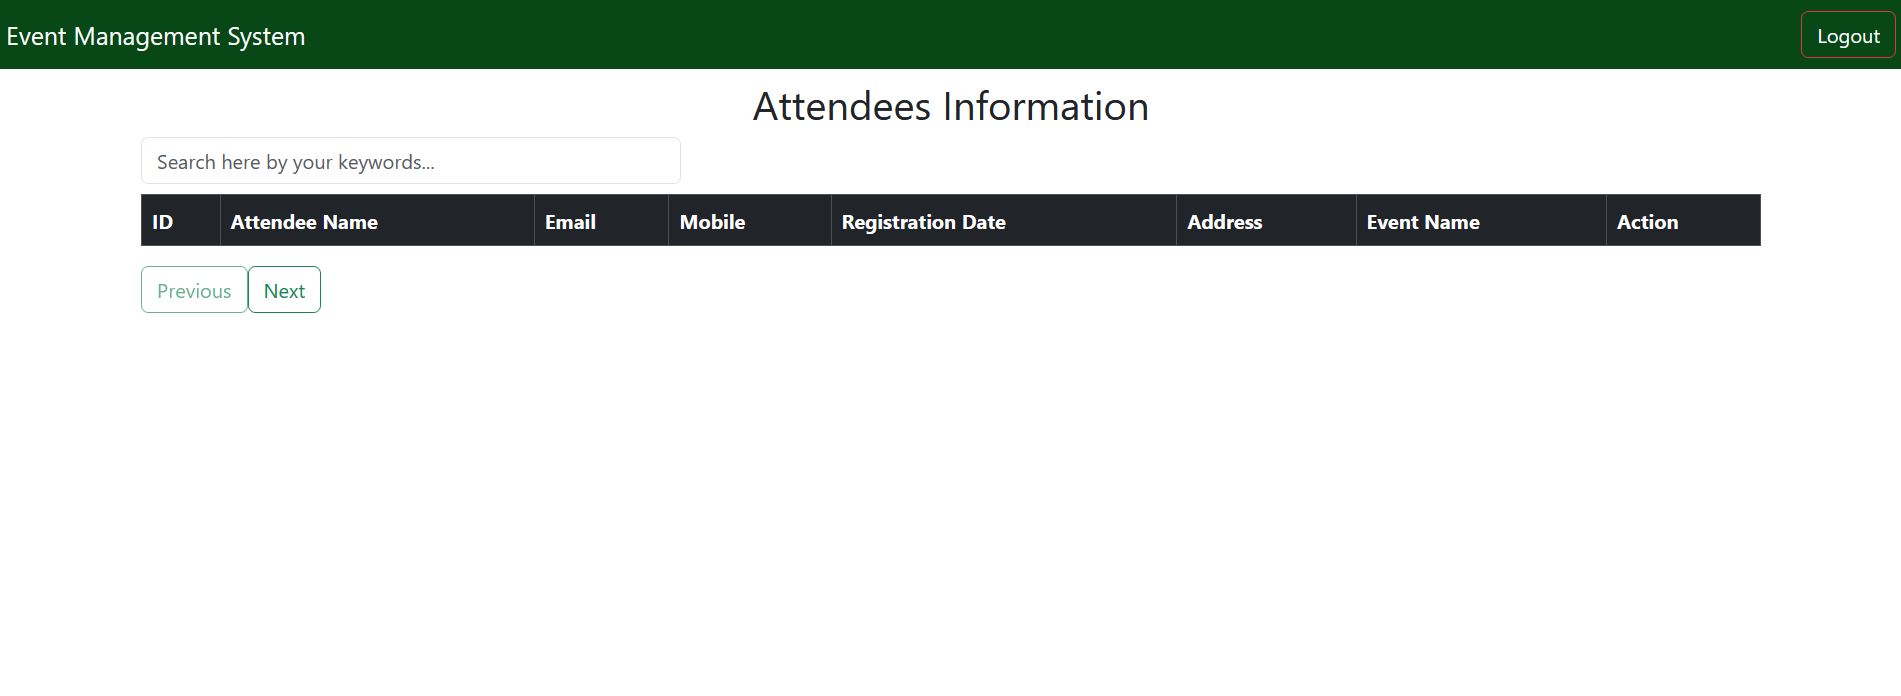 Event Management System Logout
Attendees Information
Search here by your keywords...
ID Attendee Name Email Mobile Registration Date Address Event Name Action
Previous Next